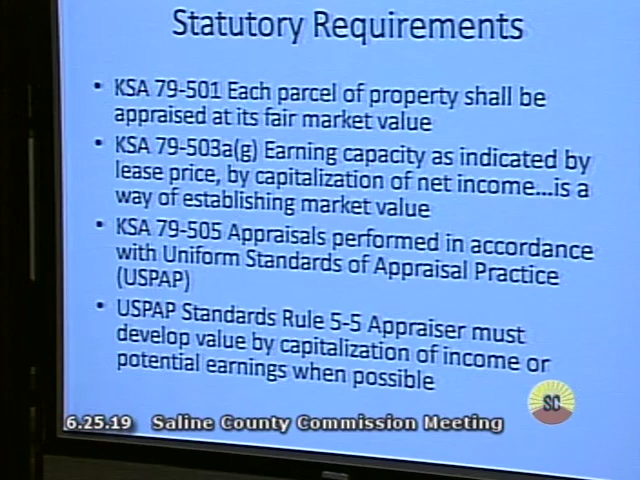 Statutory Requirements
• KSA 79-501 Each parcel of property shall be
appraised at its fair market value
• KSA 79-503a(g) Earning capacity as indicated by
lease price, by capitalization of net income...is a
way of establishing market value
• KSA 79-505 Appraisals performed in accordance
with Uniform Standards of Appraisal Practice
(USPAP)
• USPAP Standards Rule 5-5 Appraiser must
develop value by capitalization of income or
potential earnings when possible
SC
6.25.19 Saline County Commission Meeting